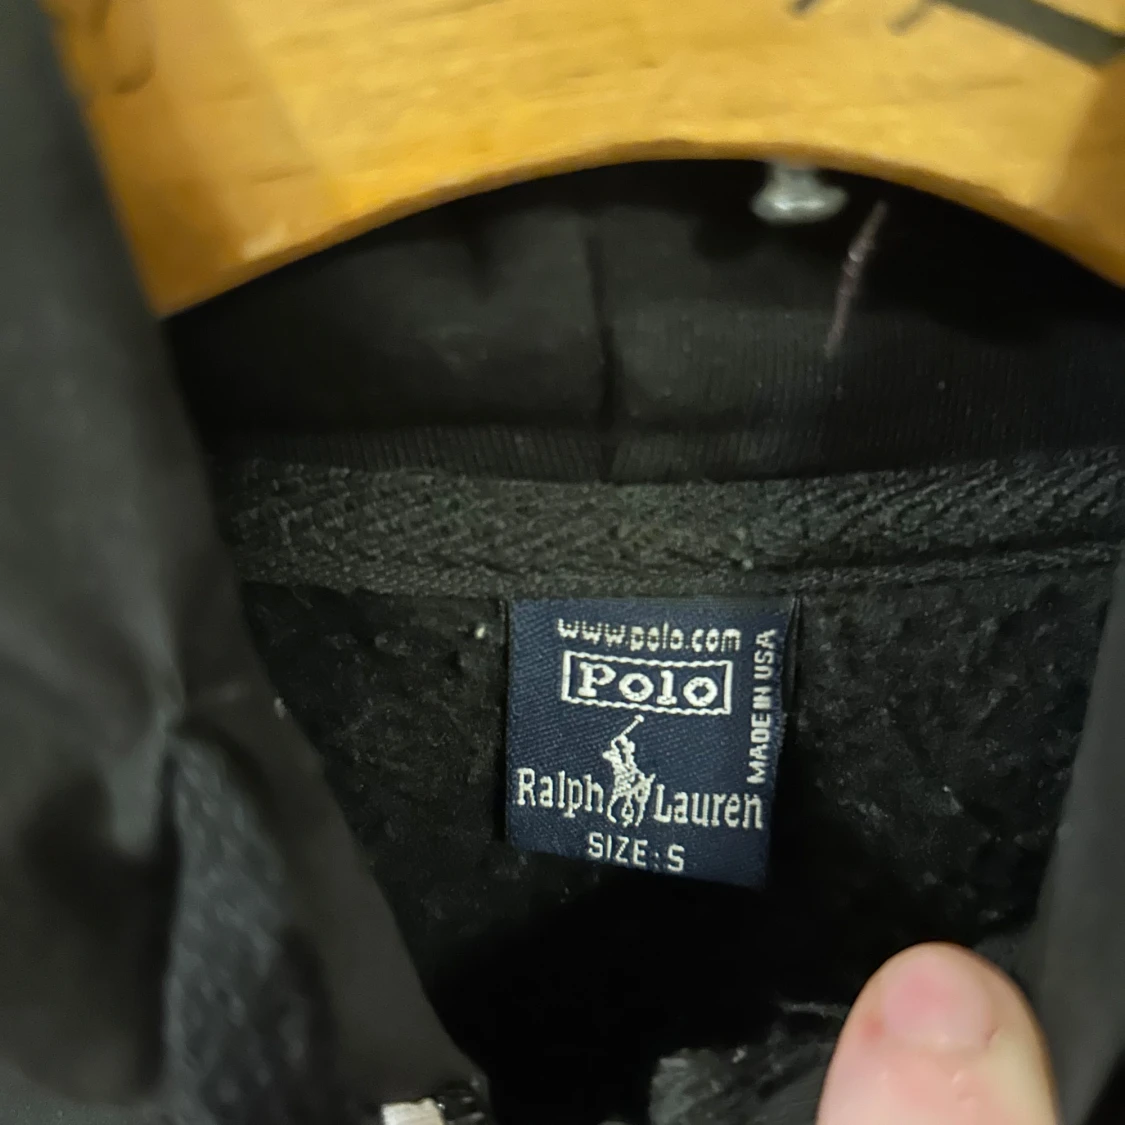 www.polo.com
Polo
Ralph Lauren
SIZE: S
MADE IN USA